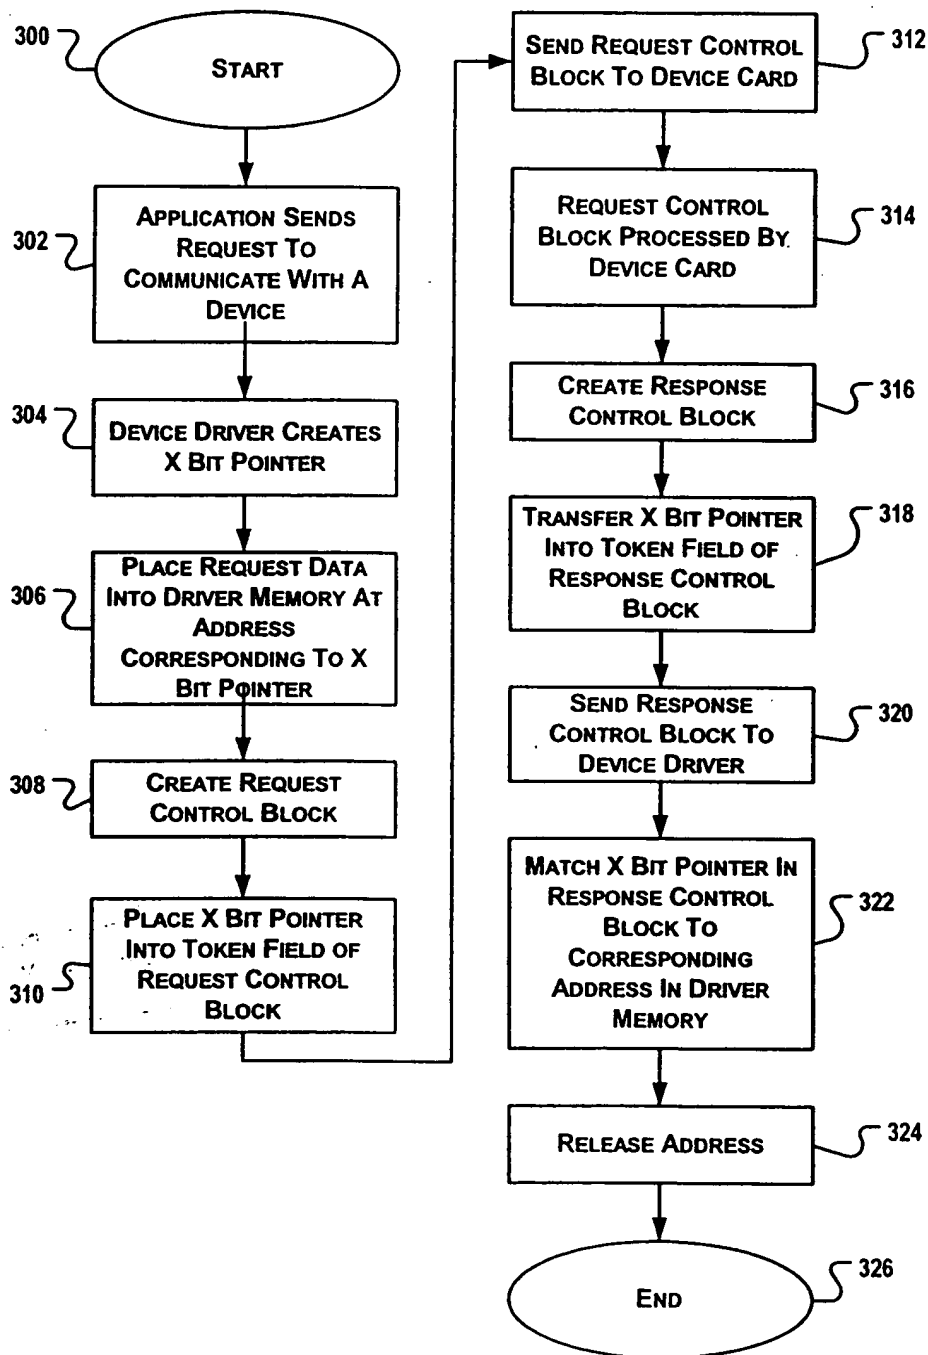 300
START
302
APPLICATION SENDS
REQUEST TO
COMMUNICATE WITH A
DEVICE
304
DEVICE DRIVER CREATES
X BIT POINTER
306
PLACE REQUEST DATA
INTO DRIVER MEMORY AT
ADDRESS
CORRESPONDING TO X
BIT POINTER
308
CREATE REQUEST
CONTROL BLOCK
310
PLACE X BIT POINTER
INTO TOKEN FIELD OF
REQUEST CONTROL
BLOCK
SEND REQUEST CONTROL
BLOCK TO DEVICE CARD
312
REQUEST CONTROL
BLOCK PROCESSED BY
DEVICE CARD
314
CREATE RESPONSE
CONTROL BLOCK
316
TRANSFER X BIT POINTER
INTO TOKEN FIELD OF
RESPONSE CONTROL
BLOCK
318
SEND RESPONSE
CONTROL BLOCK TO
DEVICE DRIVER
320
MATCH X BIT POINTER IN
RESPONSE CONTROL
BLOCK TO
CORRESPONDING
ADDRESS IN DRIVER
MEMORY
322
RELEASE ADDRESS
324
END
326